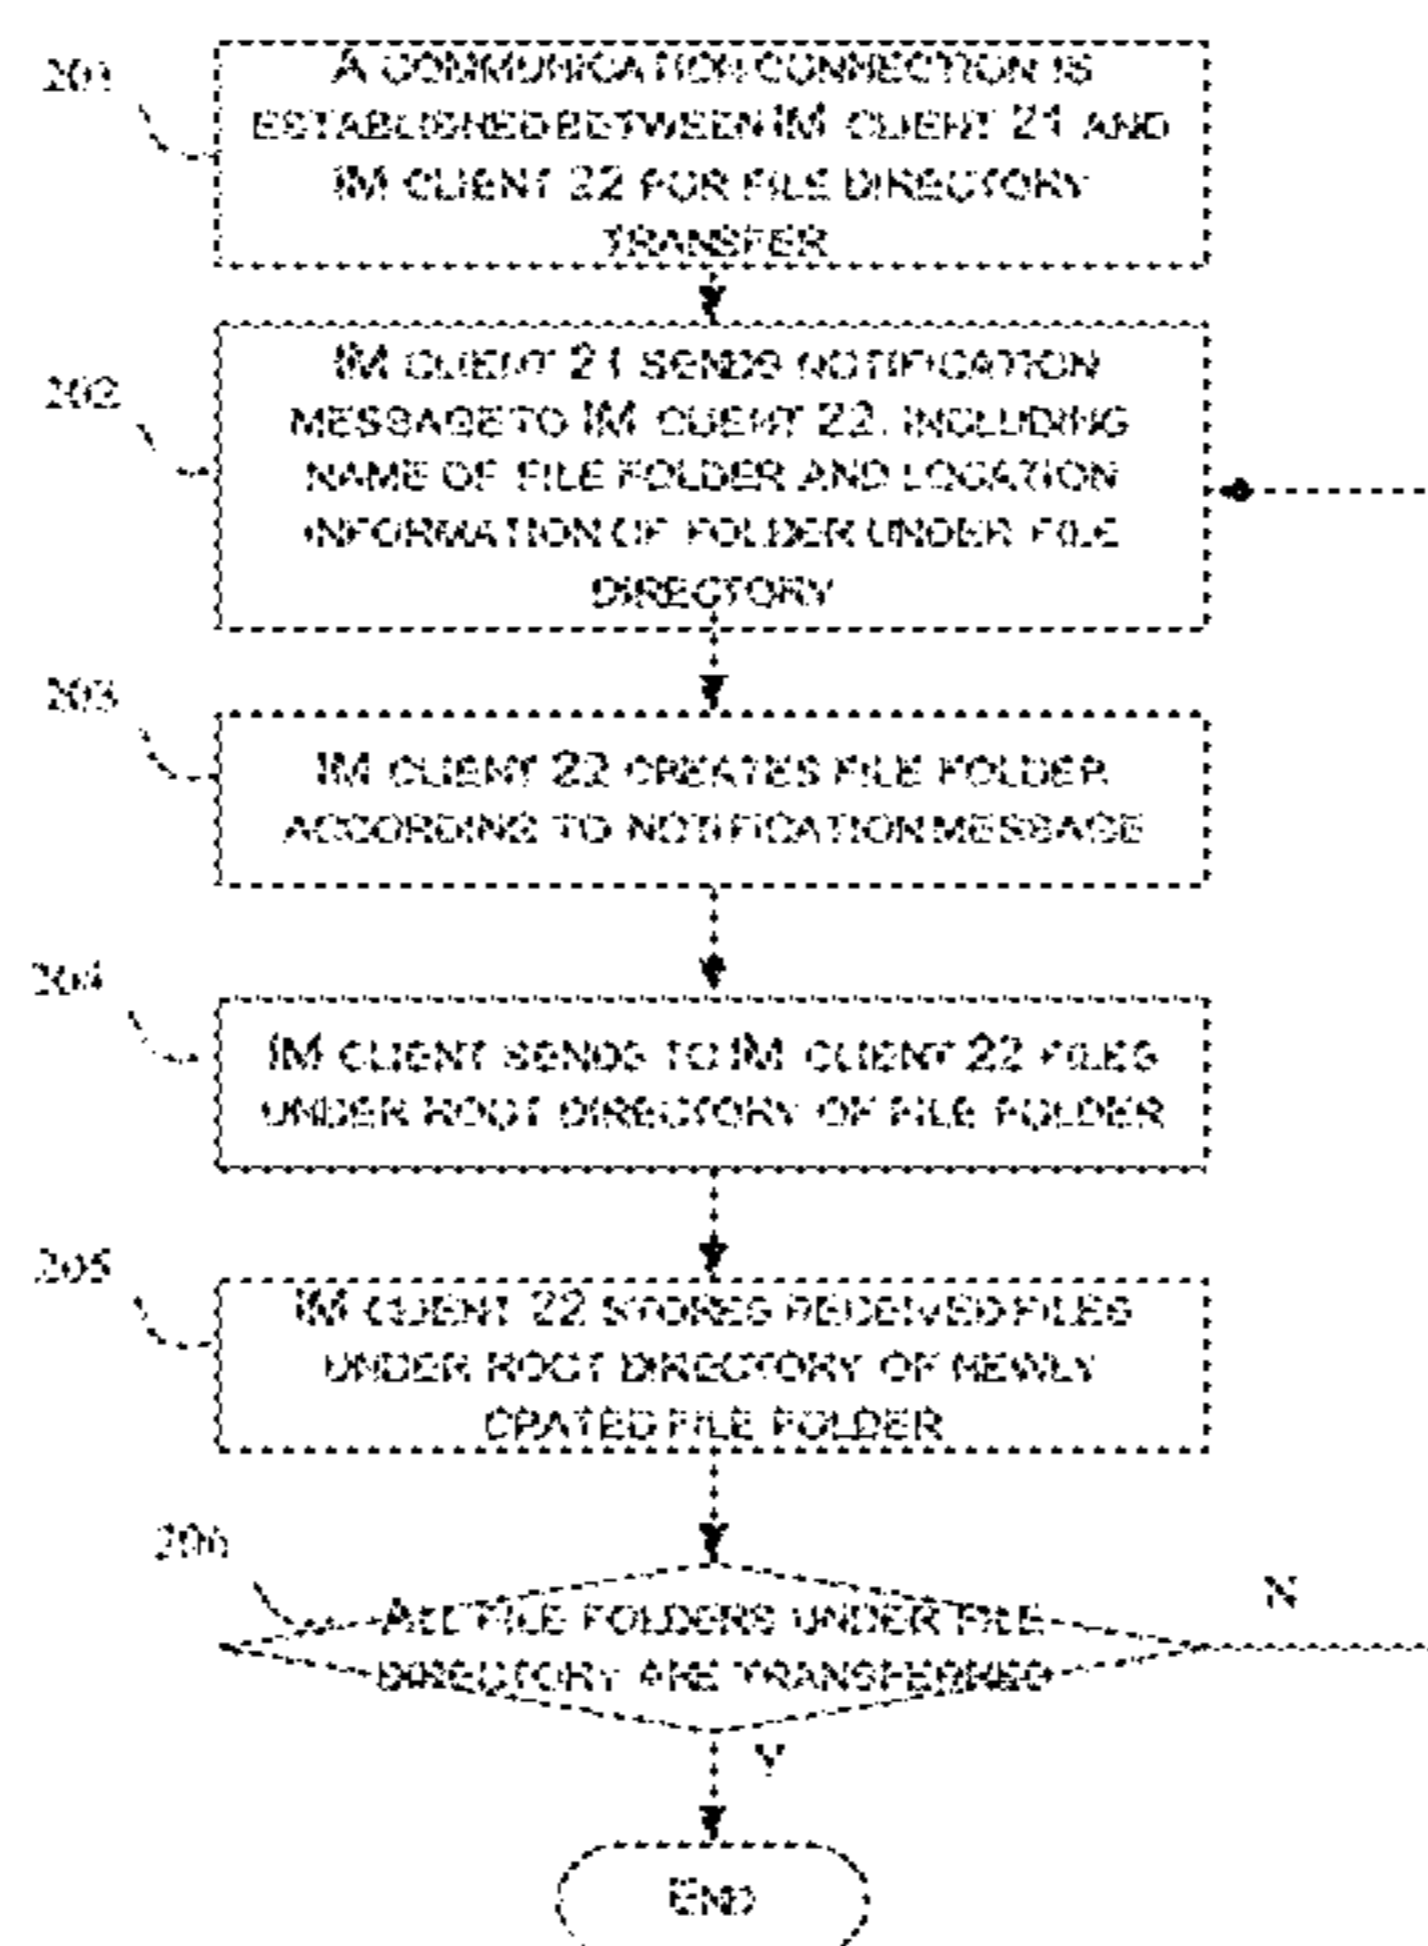 201
A COMMUNICATION CONNECTION IS
ESTABLISHED BETWEEN IM CLIENT 21 AND
IM CLIENT 22 FOR FILE DIRECTORY
TRANSFER
202
IM CLIENT 21 SENDS NOTIFICATION
MESSAGE TO IM CLIENT 22, INCLUDING
NAME OF FILE FOLDER AND LOCATION
INFORMATION OF FOLDER UNDER FILE
DIRECTORY
203
IM CLIENT 22 CREATES FILE FOLDER
ACCORDING TO NOTIFICATION MESSAGE
204
IM CLIENT SENDS TO IM CLIENT 22 FILES
UNDER ROOT DIRECTORY OF FILE FOLDER
205
IM CLIENT 22 STORES RECEIVED FILES
UNDER ROOT DIRECTORY OF NEWLY
CRATED FILE FOLDER
206
ALL FILE FOLDERS UNDER FILE
DIRECTORY ARE TRANSFERRED
N
Y
END